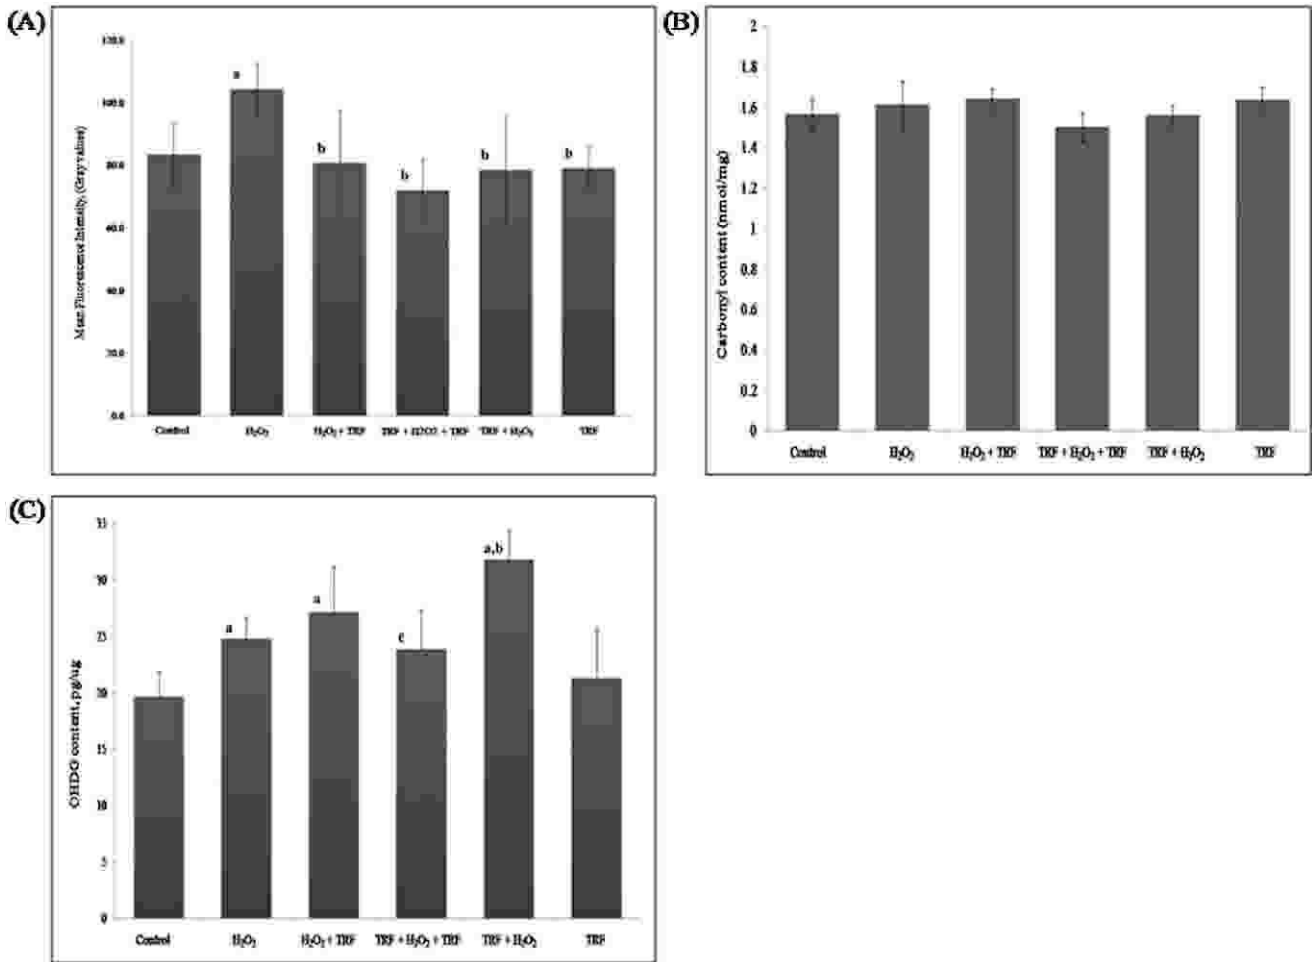 (A)
Mean Fluorescence Intensity, (Gray values)
120.0
100.0
80.0
60.0
40.0
20.0
0.0
a
b
b
b
b
Control
H₂O₂
H₂O₂ + TRF
TRF + H2O2 + TRF
TRF + H₂O₂
TRF
(B)
Carbonyl content (nmol/mg)
2
1.8
1.6
1.4
1.2
1
0.8
0.6
0.4
0.2
0
Control
H₂O₂
H₂O₂ + TRF
TRF + H₂O₂ + TRF
TRF + H₂O₂
TRF
(C)
OHDG content, pg/ug
35
30
25
20
15
10
5
0
a
a
c
a,b
Control
H₂O₂
H₂O₂ + TRF
TRF + H₂O₂ + TRF
TRF + H₂O₂
TRF